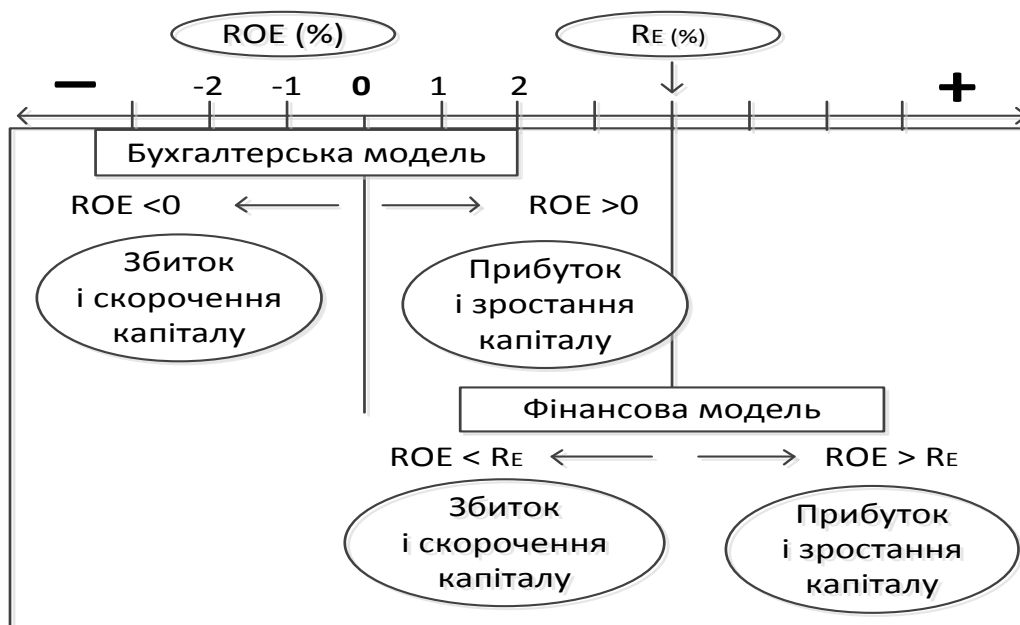 ROE (%)
RE (%)
– -2 -1 0 1 2 +
Бухгалтерська модель
ROE <0
ROE >0
Збиток
і скорочення
капіталу
Прибуток
і зростання
капіталу
Фінансова модель
ROE < RE
ROE > RE
Збиток
і скорочення
капіталу
Прибуток
і зростання
капіталу